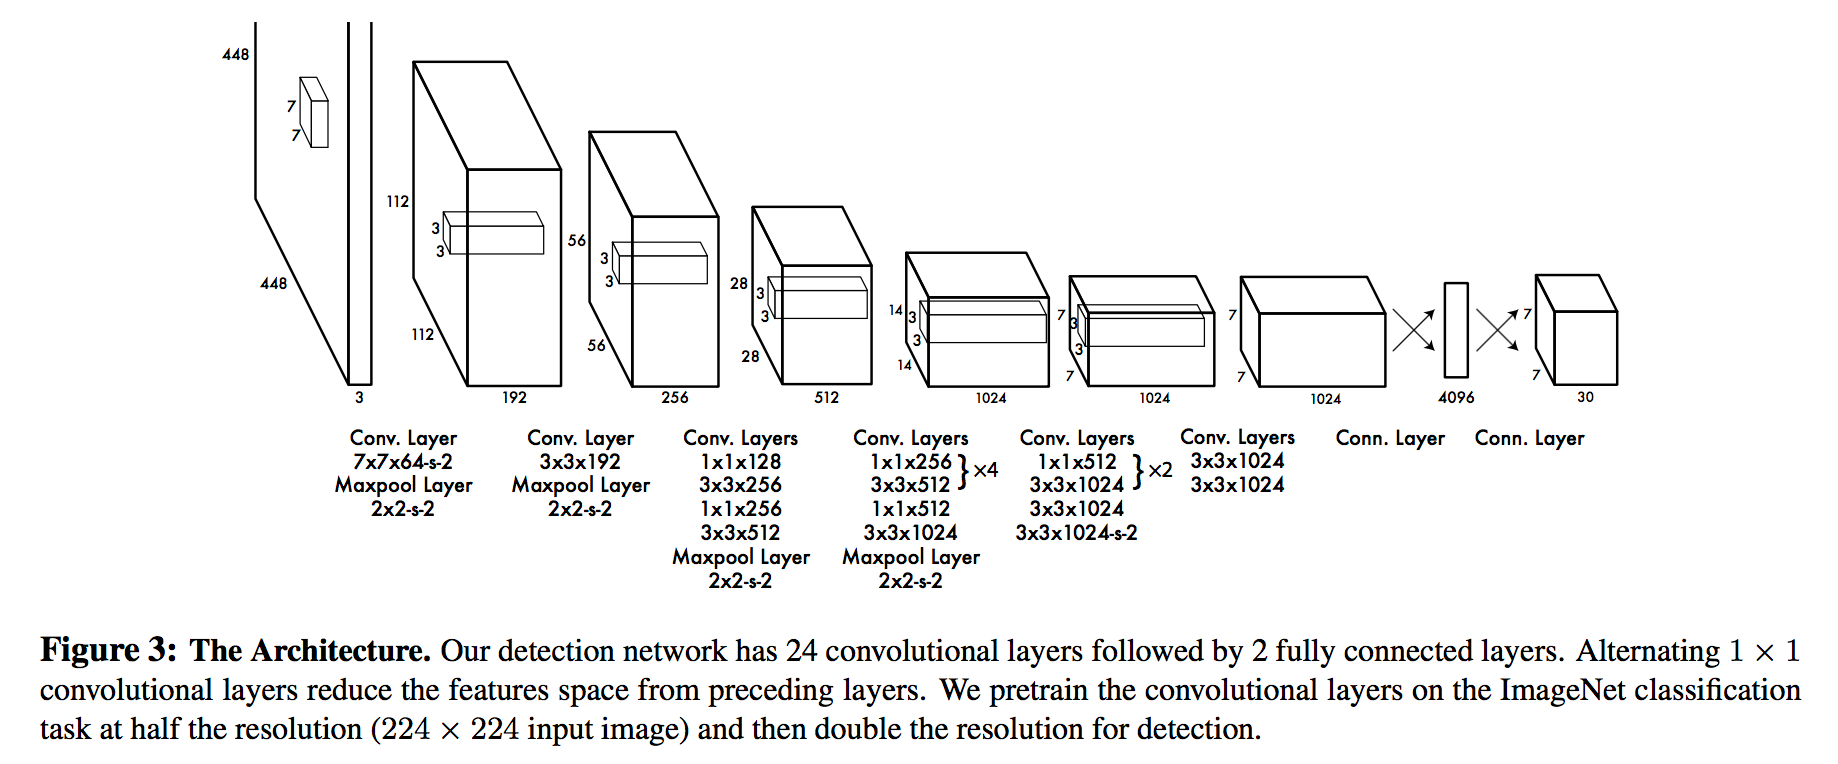 448
7
7
448
3
112
3
3
112
192
56
3
3
56
256
28
3
3
28
512
14
3
3
14
1024
7
3
3
7
1024
7
7
1024
4096
7
7
30
Conv. Layer
7x7x64-s-2
Maxpool Layer
2x2-s-2
Conv. Layer
3x3x192
Maxpool Layer
2x2-s-2
Conv. Layers
1x1x128
3x3x256
1x1x256
3x3x512
Maxpool Layer
2x2-s-2
Conv. Layers
1x1x256
3x3x512
} ×4
1x1x512
3x3x1024
Maxpool Layer
2x2-s-2
Conv. Layers
1x1x512
3x3x1024
} ×2
3x3x1024
3x3x1024-s-2
Conv. Layers
3x3x1024
3x3x1024
Conn. Layer
Conn. Layer
Figure 3: The Architecture. Our detection network has 24 convolutional layers followed by 2 fully connected layers. Alternating 1 × 1
convolutional layers reduce the features space from preceding layers. We pretrain the convolutional layers on the ImageNet classification
task at half the resolution (224 × 224 input image) and then double the resolution for detection.